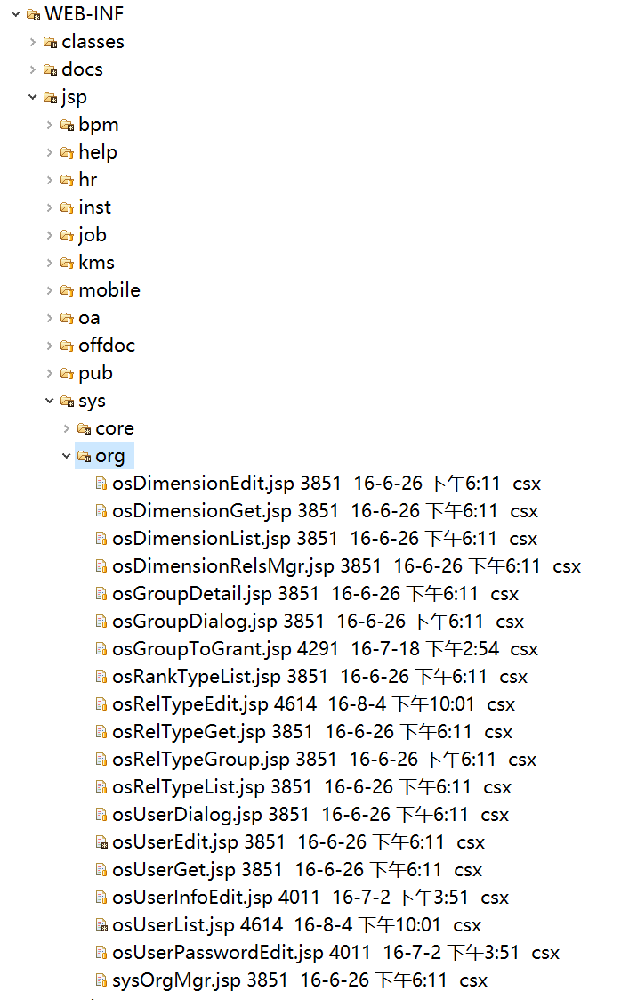 WEB-INF
classes
docs
jsp
bpm
help
hr
inst
job
kms
mobile
oa
offdoc
pub
sys
core
org
osDimensionEdit.jsp 3851 16-6-26 下午6:11 csx
osDimensionGet.jsp 3851 16-6-26 下午6:11 csx
osDimensionList.jsp 3851 16-6-26 下午6:11 csx
osDimensionRelsMgr.jsp 3851 16-6-26 下午6:11 csx
osGroupDetail.jsp 3851 16-6-26 下午6:11 csx
osGroupDialog.jsp 3851 16-6-26 下午6:11 csx
osGroupToGrant.jsp 4291 16-7-18 下午2:54 csx
osRankTypeList.jsp 3851 16-6-26 下午6:11 csx
osRelTypeEdit.jsp 4614 16-8-4 下午10:01 csx
osRelTypeGet.jsp 3851 16-6-26 下午6:11 csx
osRelTypeGroup.jsp 3851 16-6-26 下午6:11 csx
osRelTypeList.jsp 3851 16-6-26 下午6:11 csx
osUserDialog.jsp 3851 16-6-26 下午6:11 csx
osUserEdit.jsp 3851 16-6-26 下午6:11 csx
osUserGet.jsp 3851 16-6-26 下午6:11 csx
osUserInfoEdit.jsp 4011 16-7-2 下午3:51 csx
osUserList.jsp 4614 16-8-4 下午10:01 csx
osUserPasswordEdit.jsp 4011 16-7-2 下午3:51 csx
sysOrgMgr.jsp 3851 16-6-26 下午6:11 csx